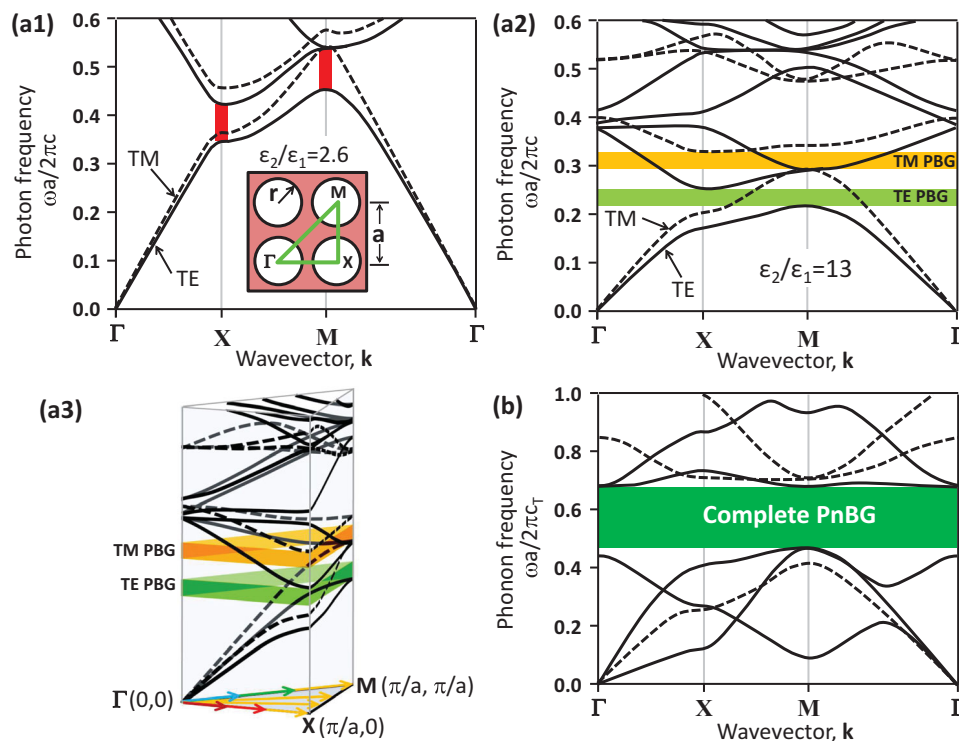 (a1)
0.6
0.5
0.4
0.3
0.2
0.1
0.0
Photon frequency
ωa/2πc
TM
TE
ε₂/ε₁=2.6
r
M
a
Γ
X
Γ
X
M
Γ
Wavevector, k
(a2)
0.6
0.5
0.4
0.3
0.2
0.1
0.0
Photon frequency
ωa/2πc
TM PBG
TE PBG
TM
TE
ε₂/ε₁=13
Γ
X
M
Γ
Wavevector, k
(a3)
TM PBG
TE PBG
Γ(0,0)
M(π/a, π/a)
X(π/a,0)
(b)
1.0
0.8
0.6
0.4
0.2
0.0
Phonon frequency
ωa/2πc_T
Complete PnBG
Γ
X
M
Γ
Wavevector, k